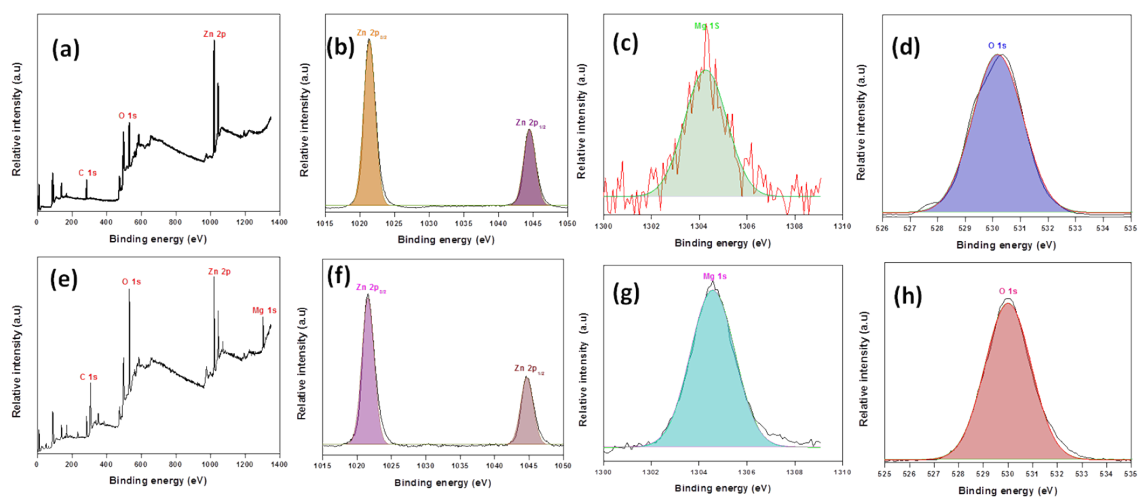 (a)
Zn 2p
O 1s
C 1s
Relative intensity (a.u)
0 200 400 600 800 1000 1200 1400
Binding energy (eV)
(b)
Zn 2p3/2
Zn 2p1/2
Relative intensity (a.u)
1015 1020 1025 1030 1035 1040 1045 1050
Binding energy (eV)
(c)
Mg 1S
Relative intensity (a.u)
1300 1302 1304 1306 1308 1310
Binding energy (eV)
(d)
O 1s
Relative intensity (a.u)
526 527 528 529 530 531 532 533 534 535
Binding energy (eV)
(e)
O 1s
Zn 2p
Mg 1s
C 1s
Relative intensity (a.u)
0 200 400 600 800 1000 1200 1400
Binding energy (eV)
(f)
Zn 2p3/2
Zn 2p1/2
Relative intensity (a.u)
1015 1020 1025 1030 1035 1040 1045 1050
Binding energy (eV)
(g)
Mg 1s
Relative intensity (a.u)
1300 1302 1304 1306 1308 1310
Binding energy (eV)
(h)
O 1s
Relative intensity (a.u)
525 526 527 528 529 530 531 532 533 534 535
Binding energy (eV)